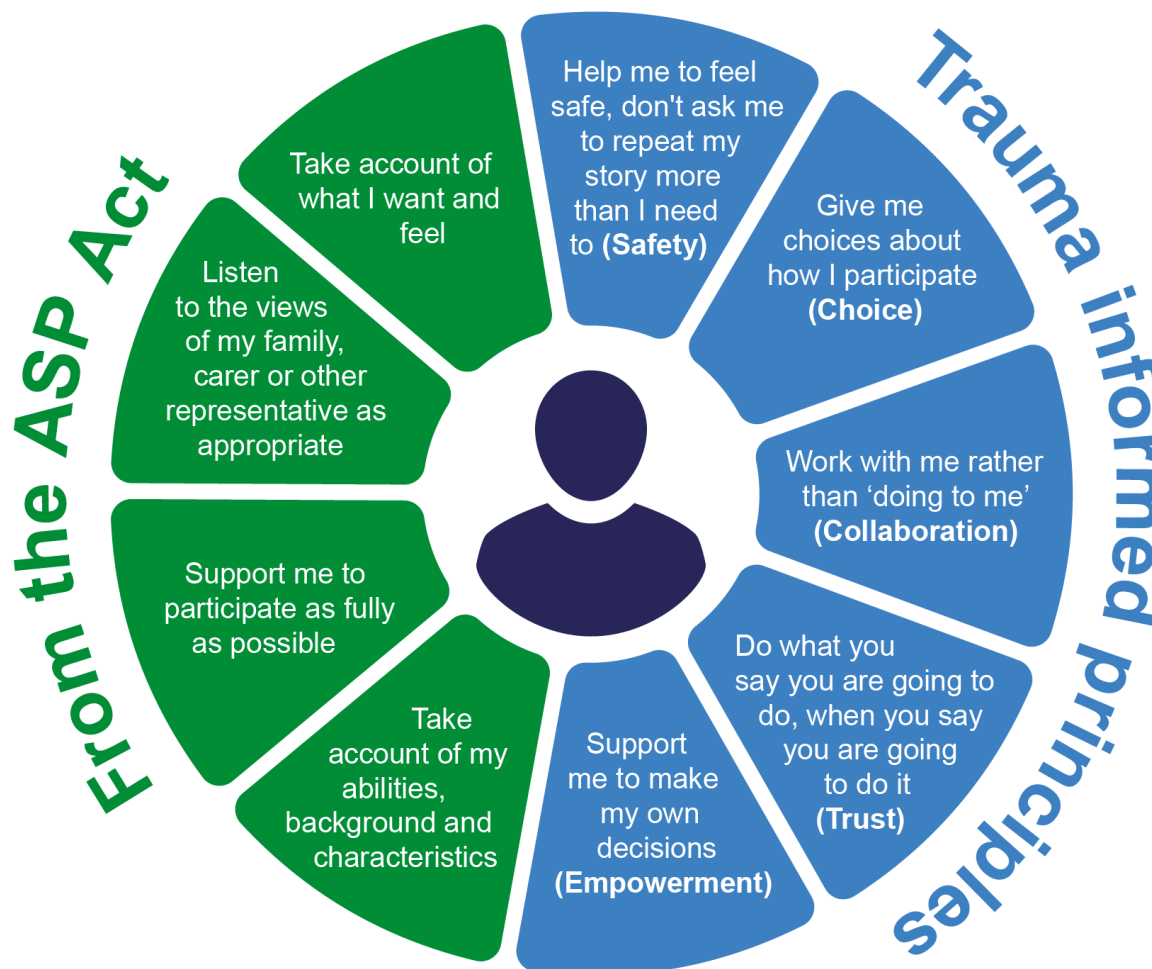 From the ASP Act
Trauma informed principles
Take account of
what I want and
feel
Listen
to the views
of my family,
carer or other
representative as
appropriate
Support me to
participate as fully
as possible
Take
account of my
abilities,
background and
characteristics
Help me to feel
safe, don't ask me
to repeat my
story more
than I need
to (Safety)
Give me
choices about
how I participate
(Choice)
Work with me rather
than ‘doing to me’
(Collaboration)
Do what you
say you are going to
do, when you say
you are going
to do it
(Trust)
Support
me to make
my own
decisions
(Empowerment)